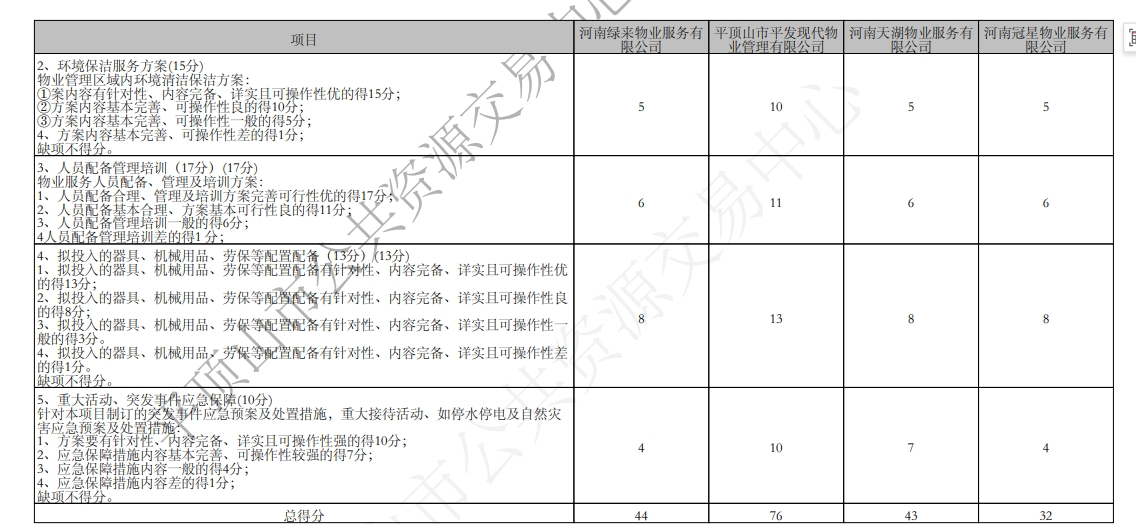 项目
河南绿来物业服务有
限公司
平顶山市平发现代物
业管理有限公司
河南天湖物业服务有
限公司
河南冠星物业服务有
限公司
2、环境保洁服务方案(15分)
物业管理区域内环境清洁保洁方案：
①案内容有针对性、内容完备、详实且可操作性优的得15分；
②方案内容基本完善、可操作性良的得10分；
③方案内容基本完善、可操作性一般的得5分；
4、方案内容基本完善、可操作性差的得1分；
缺项不得分。
5
10
5
5
3、人员配备管理培训（17分）(17分)
物业服务人员配备、管理及培训方案：
1、人员配备合理、管理及培训方案完善可行性优的得17分；
2、人员配备基本合理、方案基本可行性良的得11分；
3、人员配备管理培训一般的得6分；
4人员配备管理培训差的得1 分；
6
11
6
6
4、拟投入的器具、机械用品、劳保等配置配备（13分）(13分)
1、拟投入的器具、机械用品、劳保等配置配备有针对性、内容完备、详实且可操作性优
的得13分；
2、拟投入的器具、机械用品、劳保等配置配备有针对性、内容完备、详实且可操作性良
的得8分；
3、拟投入的器具、机械用品、劳保等配置配备有针对性、内容完备、详实且可操作性一
般的得3分。
4、拟投入的器具、机械用品、劳保等配置配备有针对性、内容完备、详实且可操作性差
的得1分。
缺项不得分。
8
13
8
8
5、重大活动、突发事件应急保障(10分)
针对本项目制订的突发事件应急预案及处置措施，重大接待活动、如停水停电及自然灾
害应急预案及处置措施：
1、方案要有针对性、内容完备、详实且可操作性强的得10分；
2、应急保障措施内容基本完善、可操作性较强的得7分；
3、应急保障措施内容一般的得4分；
4、应急保障措施内容差的得1分；
缺项不得分。
4
10
7
4
总得分
44
76
43
32
平顶山市公共资源交易中心
山市公共资源交易中心